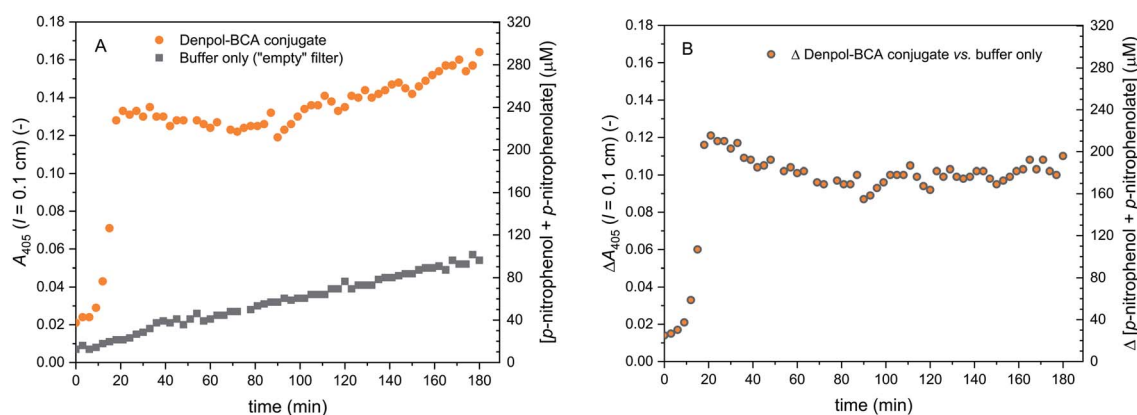 A
Denpol-BCA conjugate
Buffer only ("empty" filter)
A405 (l = 0.1 cm) (-)
0.18
0.16
0.14
0.12
0.10
0.08
0.06
0.04
0.02
0.00
0 20 40 60 80 100 120 140 160 180
time (min)
320
280
240
200
160
120
80
40
0
[p-nitrophenol + p-nitrophenolate] (μM)
B
Δ Denpol-BCA conjugate vs. buffer only
ΔA405 (l = 0.1 cm) (-)
0.18
0.16
0.14
0.12
0.10
0.08
0.06
0.04
0.02
0.00
0 20 40 60 80 100 120 140 160 180
time (min)
320
280
240
200
160
120
80
40
0
Δ [p-nitrophenol + p-nitrophenolate] (μM)